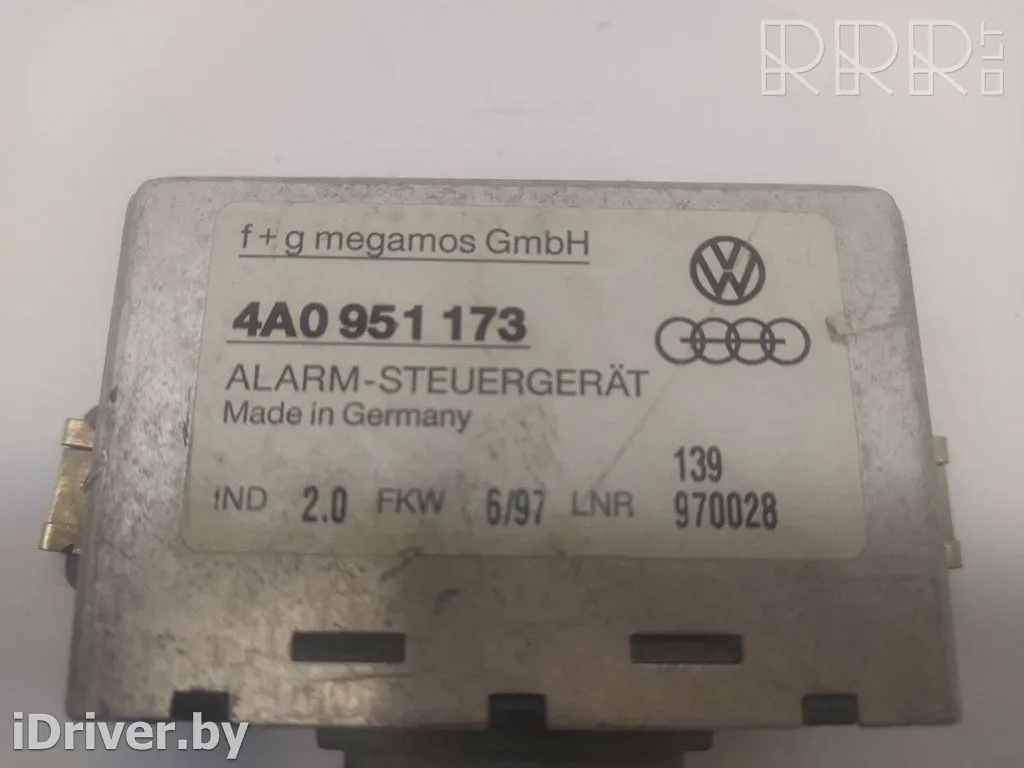 RRR.LT
f+g megamos GmbH
4A0 951 173
ALARM-STEUERGERÄT
Made in Germany
139
IND 2.0 FKW 6/97 LNR 970028
iDriver.by